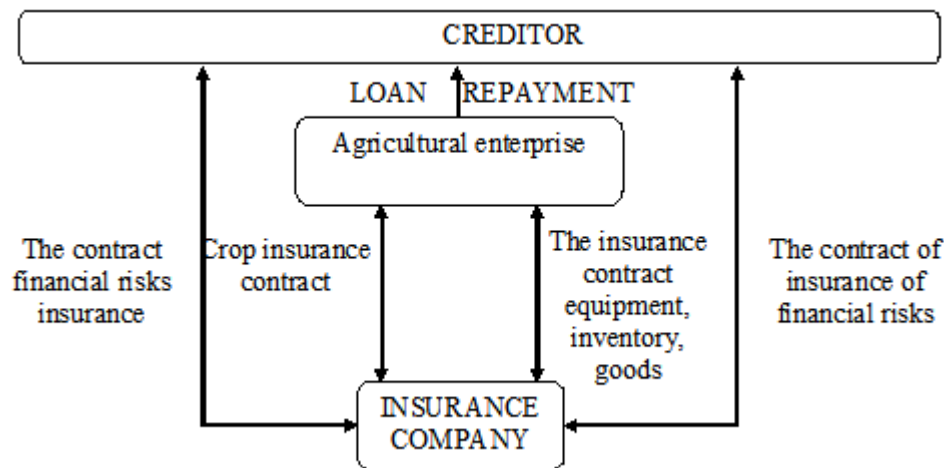 CREDITOR
LOAN REPAYMENT
Agricultural enterprise
The contract
financial risks
insurance
Crop insurance
contract
The insurance
contract
equipment,
inventory,
goods
The contract of
insurance of
financial risks
INSURANCE
COMPANY